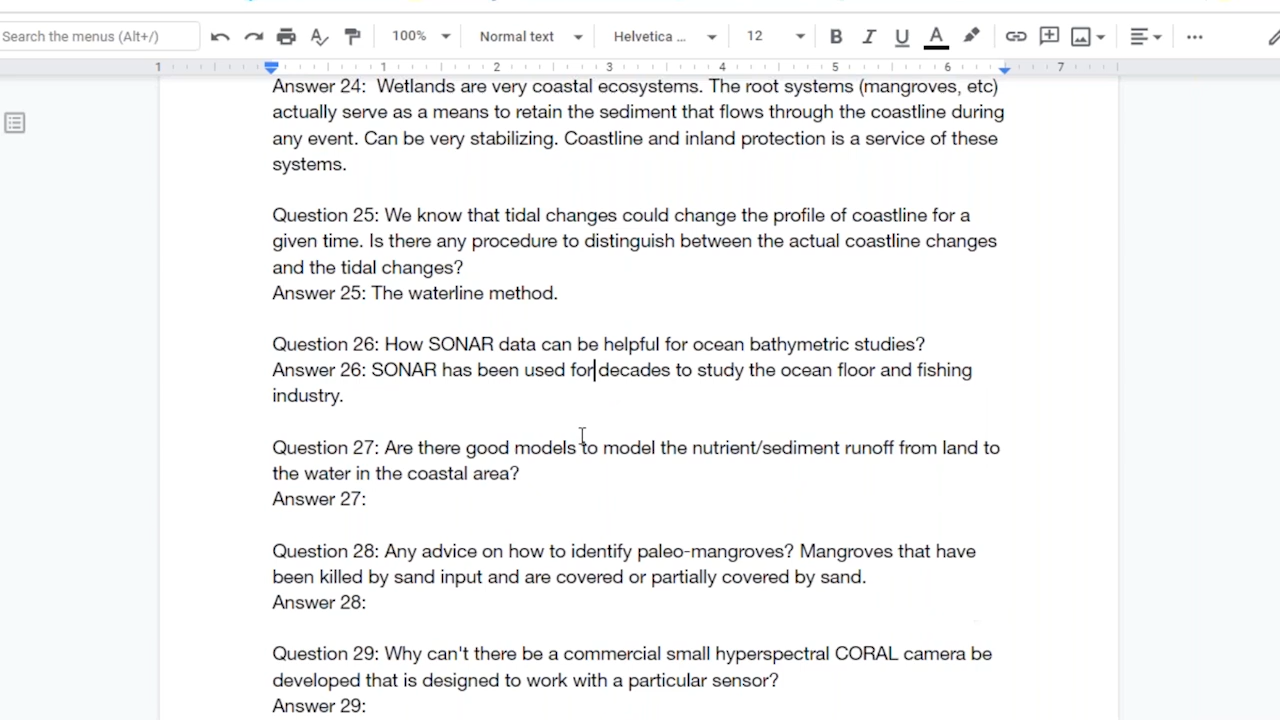 Search the menus (Alt+/)
100%
Normal text
Helvetica ...
12
B I U A
1 1 2 3 4 5 6 7
Answer 24:  Wetlands are very coastal ecosystems. The root systems (mangroves, etc)
actually serve as a means to retain the sediment that flows through the coastline during
any event. Can be very stabilizing. Coastline and inland protection is a service of these
systems.
Question 25: We know that tidal changes could change the profile of coastline for a
given time. Is there any procedure to distinguish between the actual coastline changes
and the tidal changes?
Answer 25: The waterline method.
Question 26: How SONAR data can be helpful for ocean bathymetric studies?
Answer 26: SONAR has been used for decades to study the ocean floor and fishing
industry.
Question 27: Are there good models to model the nutrient/sediment runoff from land to
the water in the coastal area?
Answer 27:
Question 28: Any advice on how to identify paleo-mangroves? Mangroves that have
been killed by sand input and are covered or partially covered by sand.
Answer 28:
Question 29: Why can't there be a commercial small hyperspectral CORAL camera be
developed that is designed to work with a particular sensor?
Answer 29: